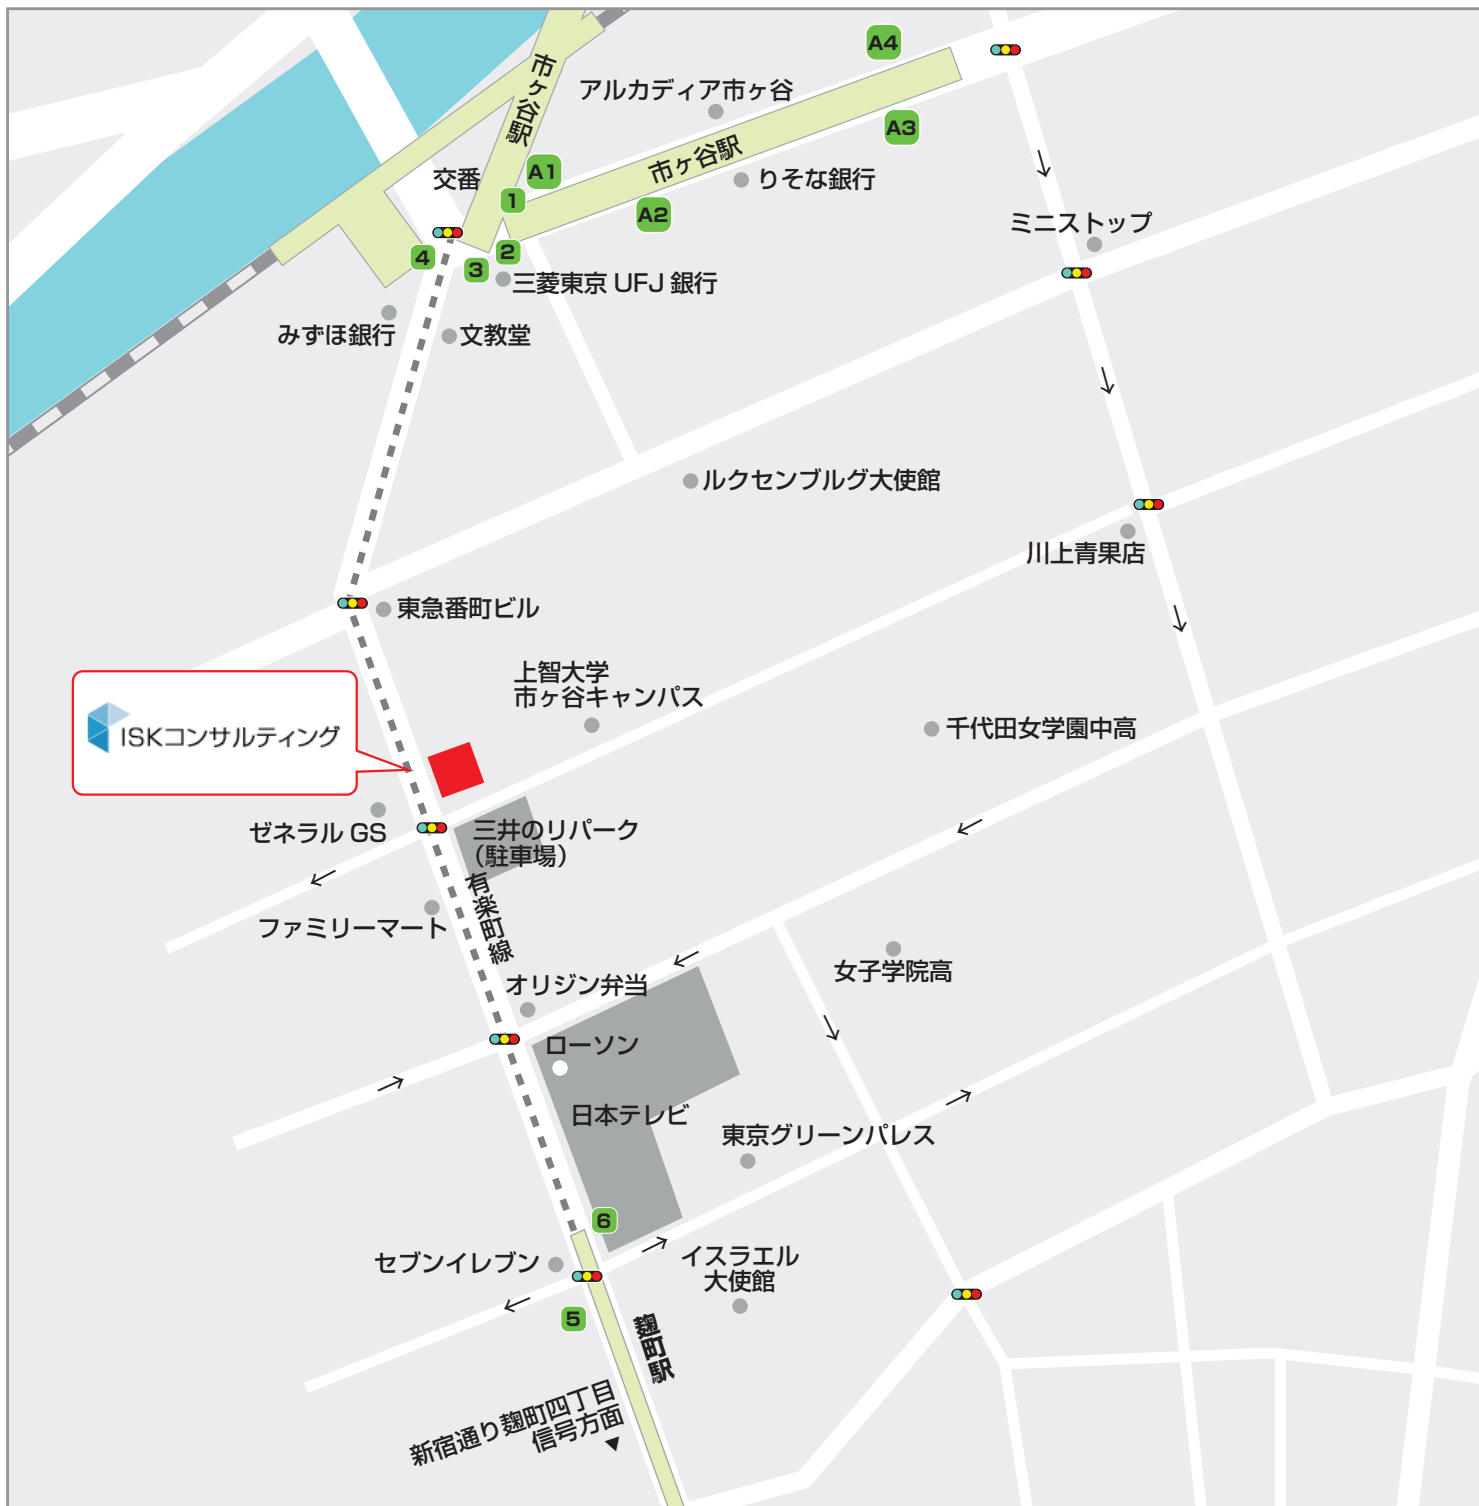 A4
市ヶ谷駅
アルカディア市ヶ谷
A3
市ヶ谷駅
A1
交番
りそな銀行
1
A2
ミニストップ
4
3
2
三菱東京 UFJ 銀行
みずほ銀行
文教堂
ルクセンブルグ大使館
川上青果店
東急番町ビル
上智大学
市ヶ谷キャンパス
ISKコンサルティング
千代田女学園中高
ゼネラル GS
三井のリパーク
（駐車場）
有楽町線
ファミリーマート
女子学院高
オリジン弁当
ローソン
日本テレビ
東京グリーンパレス
6
セブンイレブン
イスラエル
大使館
5
麹町駅
新宿通り麹町四丁目
信号方面